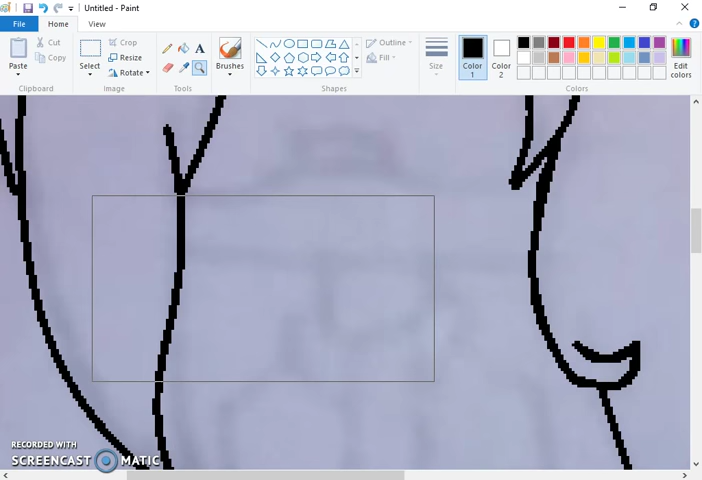 Untitled - Paint
File
Home
View
Paste
Cut
Copy
Clipboard
Select
Crop
Resize
Rotate
Image
A
Tools
Brushes
Outline
Fill
Shapes
Size
Color
1
Color
2
Edit
colors
Colors
RECORDED WITH
SCREENCAST MATIC